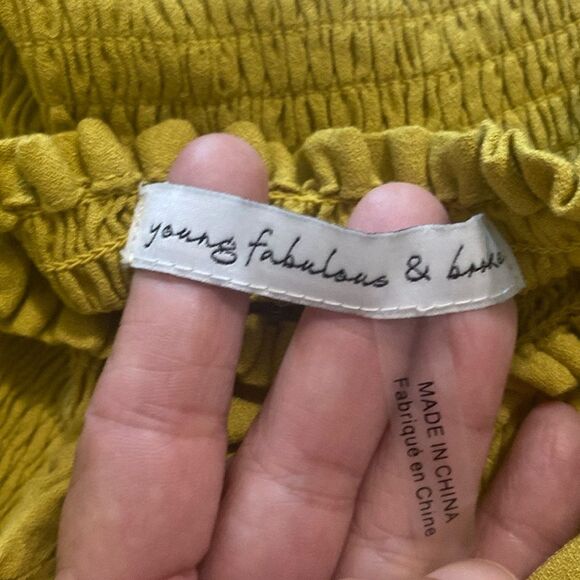 young fabulous & broke
MADE IN CHINA
Fabriqué en Chine